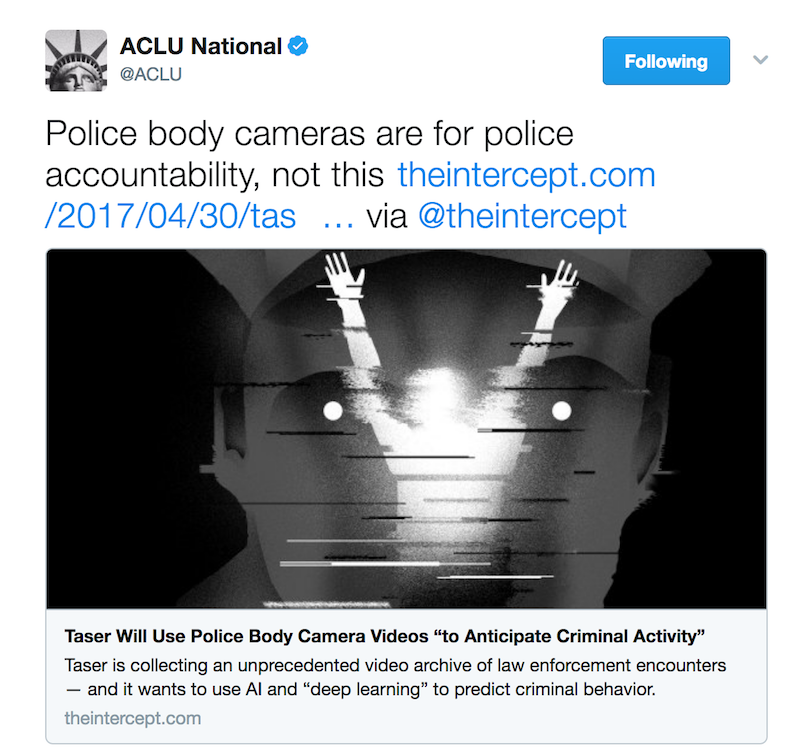 ACLU National
@ACLU
Following
Police body cameras are for police
accountability, not this theintercept.com
/2017/04/30/tas … via @theintercept
Taser Will Use Police Body Camera Videos “to Anticipate Criminal Activity”
Taser is collecting an unprecedented video archive of law enforcement encounters
— and it wants to use AI and “deep learning” to predict criminal behavior.
theintercept.com